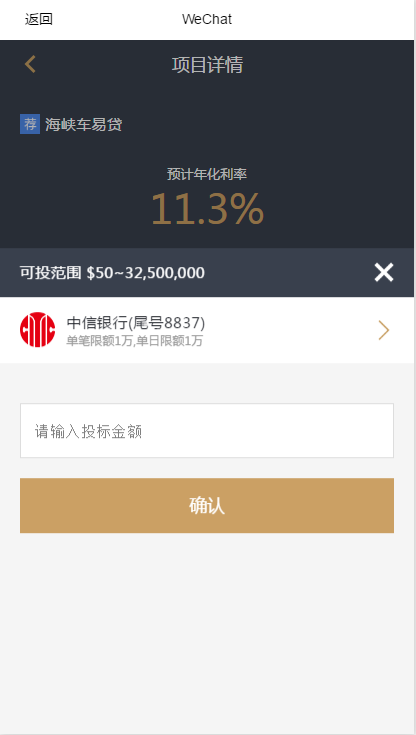 返回
WeChat
项目详情
荐 海峡车易贷
预计年化利率
11.3%
可投范围 $50~32,500,000
中信银行(尾号8837)
单笔限额1万,单日限额1万
请输入投标金额
确认